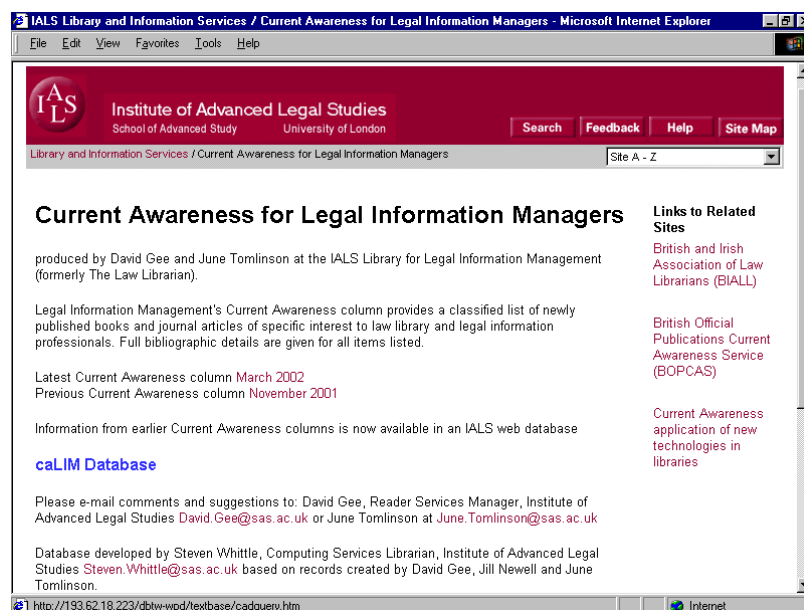 IALS Library and Information Services / Current Awareness for Legal Information Managers - Microsoft Internet Explorer
File Edit View Favorites Tools Help
IALS
Institute of Advanced Legal Studies
School of Advanced Study University of London
Search Feedback Help Site Map
Library and Information Services / Current Awareness for Legal Information Managers
Site A - Z
Current Awareness for Legal Information Managers
produced by David Gee and June Tomlinson at the IALS Library for Legal Information Management
(formerly The Law Librarian).
Legal Information Management's Current Awareness column provides a classified list of newly
published books and journal articles of specific interest to law library and legal information
professionals. Full bibliographic details are given for all items listed.
Latest Current Awareness column March 2002
Previous Current Awareness column November 2001
Information from earlier Current Awareness columns is now available in an IALS web database
caLIM Database
Please e-mail comments and suggestions to: David Gee, Reader Services Manager, Institute of
Advanced Legal Studies David.Gee@sas.ac.uk or June Tomlinson at June.Tomlinson@sas.ac.uk
Database developed by Steven Whittle, Computing Services Librarian, Institute of Advanced Legal
Studies Steven.Whittle@sas.ac.uk based on records created by David Gee, Jill Newell and June
Tomlinson.
Links to Related
Sites
British and Irish
Association of Law
Librarians (BIALL)
British Official
Publications Current
Awareness Service
(BOPCAS)
Current Awareness
application of new
technologies in
libraries
http://193.62.18.223/dbtw-wpd/textbase/cadquery.htm
Internet